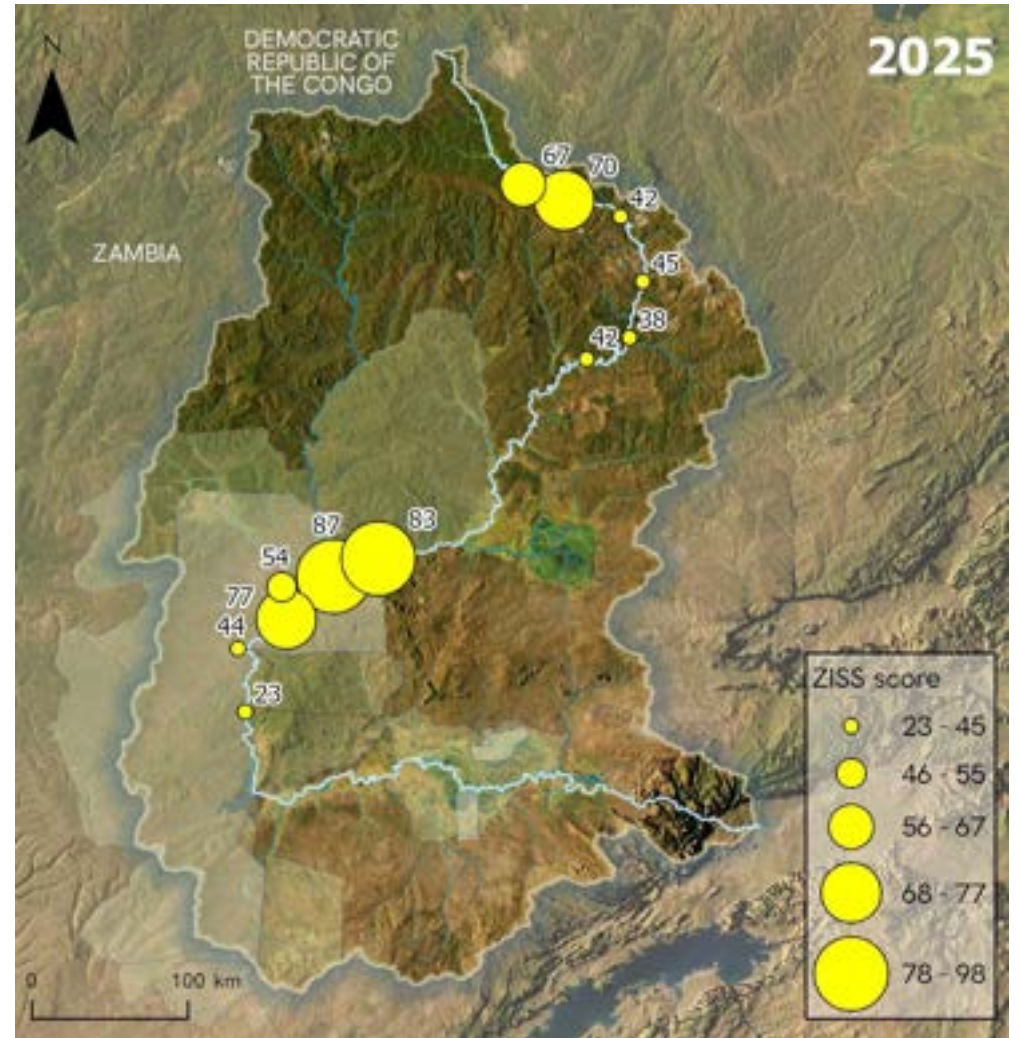 N
DEMOCRATIC
REPUBLIC OF
THE CONGO
2025
67
70
42
ZAMBIA
45
38
42
87
83
54
77
44
23
ZISS score
23 - 45
46 - 55
56 - 67
68 - 77
78 - 98
0
100 km